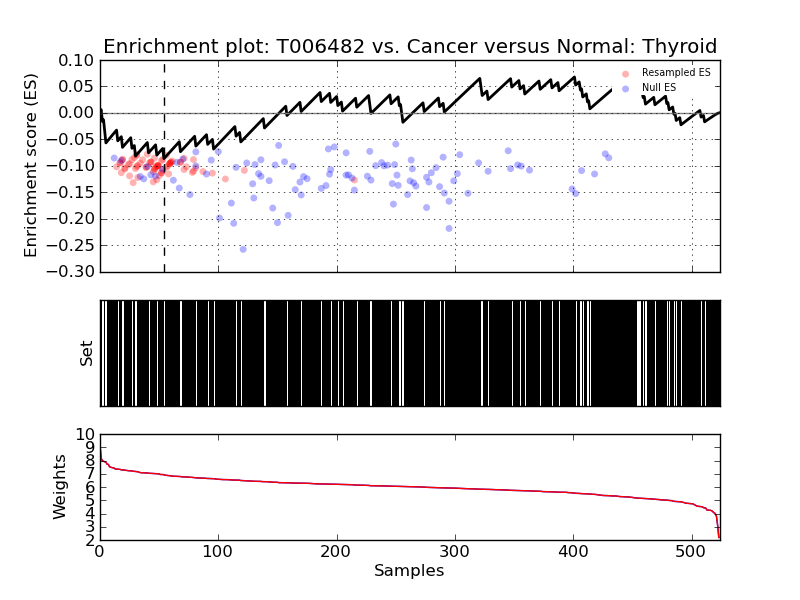 Enrichment plot: T006482 vs. Cancer versus Normal: Thyroid
0.10
0.05
0.00
−0.05
−0.10
−0.15
−0.20
−0.25
−0.30
Enrichment score (ES)
Resampled ES
Null ES
Set
10
9
8
7
6
5
4
3
2
Weights
0 100 200 300 400 500
Samples